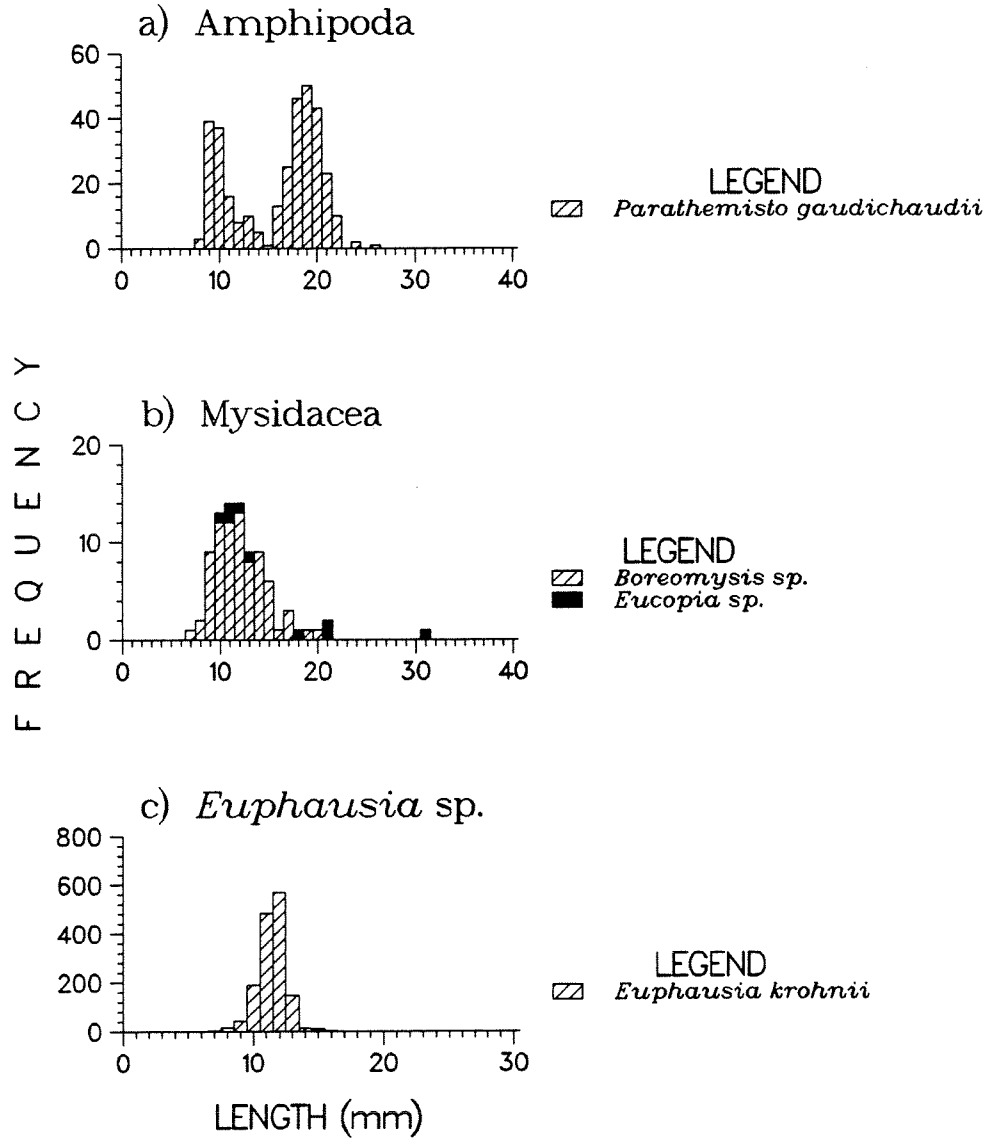 a) Amphipoda
60
40
20
0
0 10 20 30 40
LEGEND
Parathemisto gaudichaudii
FREQUENCY
b) Mysidacea
20
10
0
0 10 20 30 40
LEGEND
Boreomysis sp.
Eucopia sp.
c) Euphausia sp.
800
600
400
200
0
0 10 20 30
LEGEND
Euphausia krohnii
LENGTH (mm)